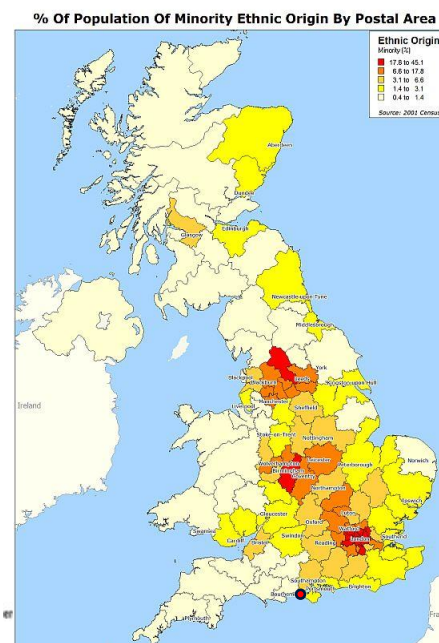 % Of Population Of Minority Ethnic Origin By Postal Area
Ethnic Origin
Minority (%)
17.8 to 45.1
6.6 to 17.8
3.1 to 6.6
1.4 to 3.1
0.4 to 1.4
Source: 2001 Census
Aberdeen
Dundee
Edinburgh
Glasgow
Newcastle upon Tyne
Middlesbrough
York
Blackpool
Blackburn
Leeds
Kingston upon Hull
Manchester
Liverpool
Sheffield
Ireland
Stoke-on-Trent
Nottingham
Norwich
Leicester
Wolverhampton
Peterborough
Birmingham
Coventry
Northampton
Ipswich
Gloucester
Luton
Oxford
Swansea
Watford
Southend
Cardiff
Bristol
Swindon
London
Reading
Southampton
Portsmouth
Brighton
Plymouth